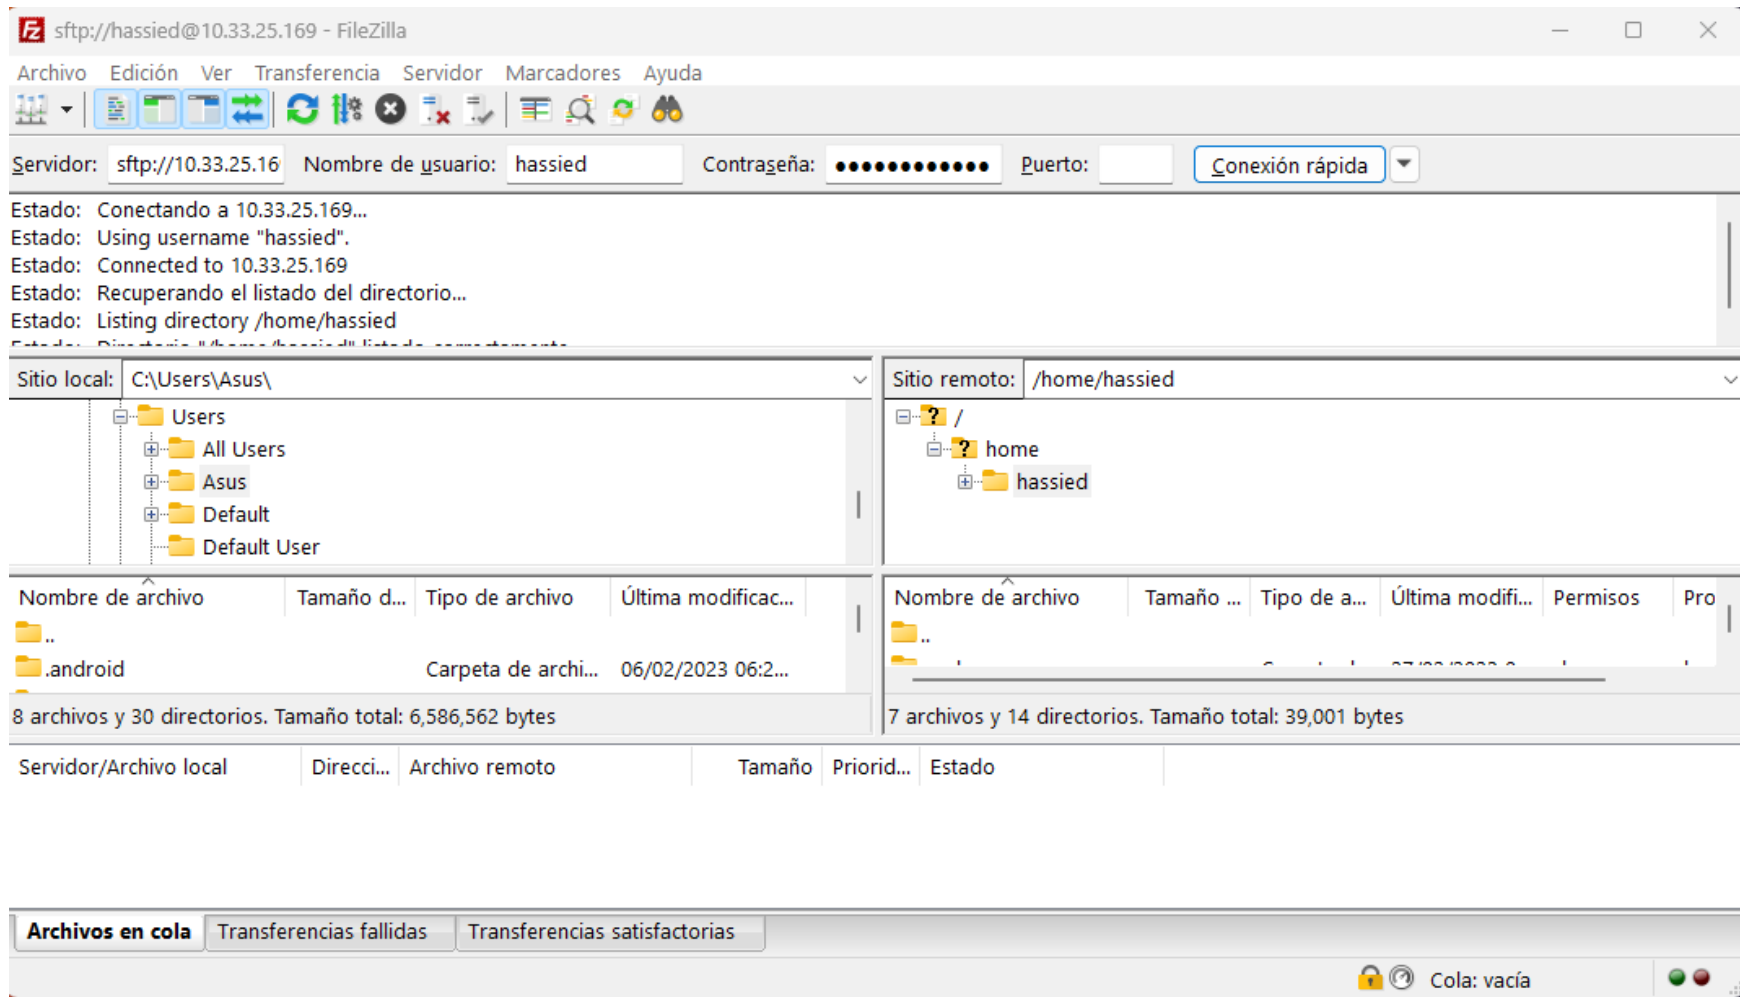 sftp://hassied@10.33.25.169 - FileZilla
Archivo Edición Ver Transferencia Servidor Marcadores Ayuda
Servidor: sftp://10.33.25.16 Nombre de usuario: hassied Contraseña: ●●●●●●●●●●●● Puerto: Conexión rápida
Estado: Conectando a 10.33.25.169...
Estado: Using username "hassied".
Estado: Connected to 10.33.25.169
Estado: Recuperando el listado del directorio...
Estado: Listing directory /home/hassied
Estado: Directorio "/home/hassied" listado correctamente
Sitio local: C:\Users\Asus\
Users
All Users
Asus
Default
Default User
Sitio remoto: /home/hassied
/
home
hassied
Nombre de archivo Tamaño d... Tipo de archivo Última modificac...
..
.android Carpeta de archi... 06/02/2023 06:2...
8 archivos y 30 directorios. Tamaño total: 6,586,562 bytes
Nombre de archivo Tamaño ... Tipo de a... Última modifi... Permisos Pro
..
7 archivos y 14 directorios. Tamaño total: 39,001 bytes
Servidor/Archivo local Direcci... Archivo remoto Tamaño Priorid... Estado
Archivos en cola Transferencias fallidas Transferencias satisfactorias
Cola: vacía